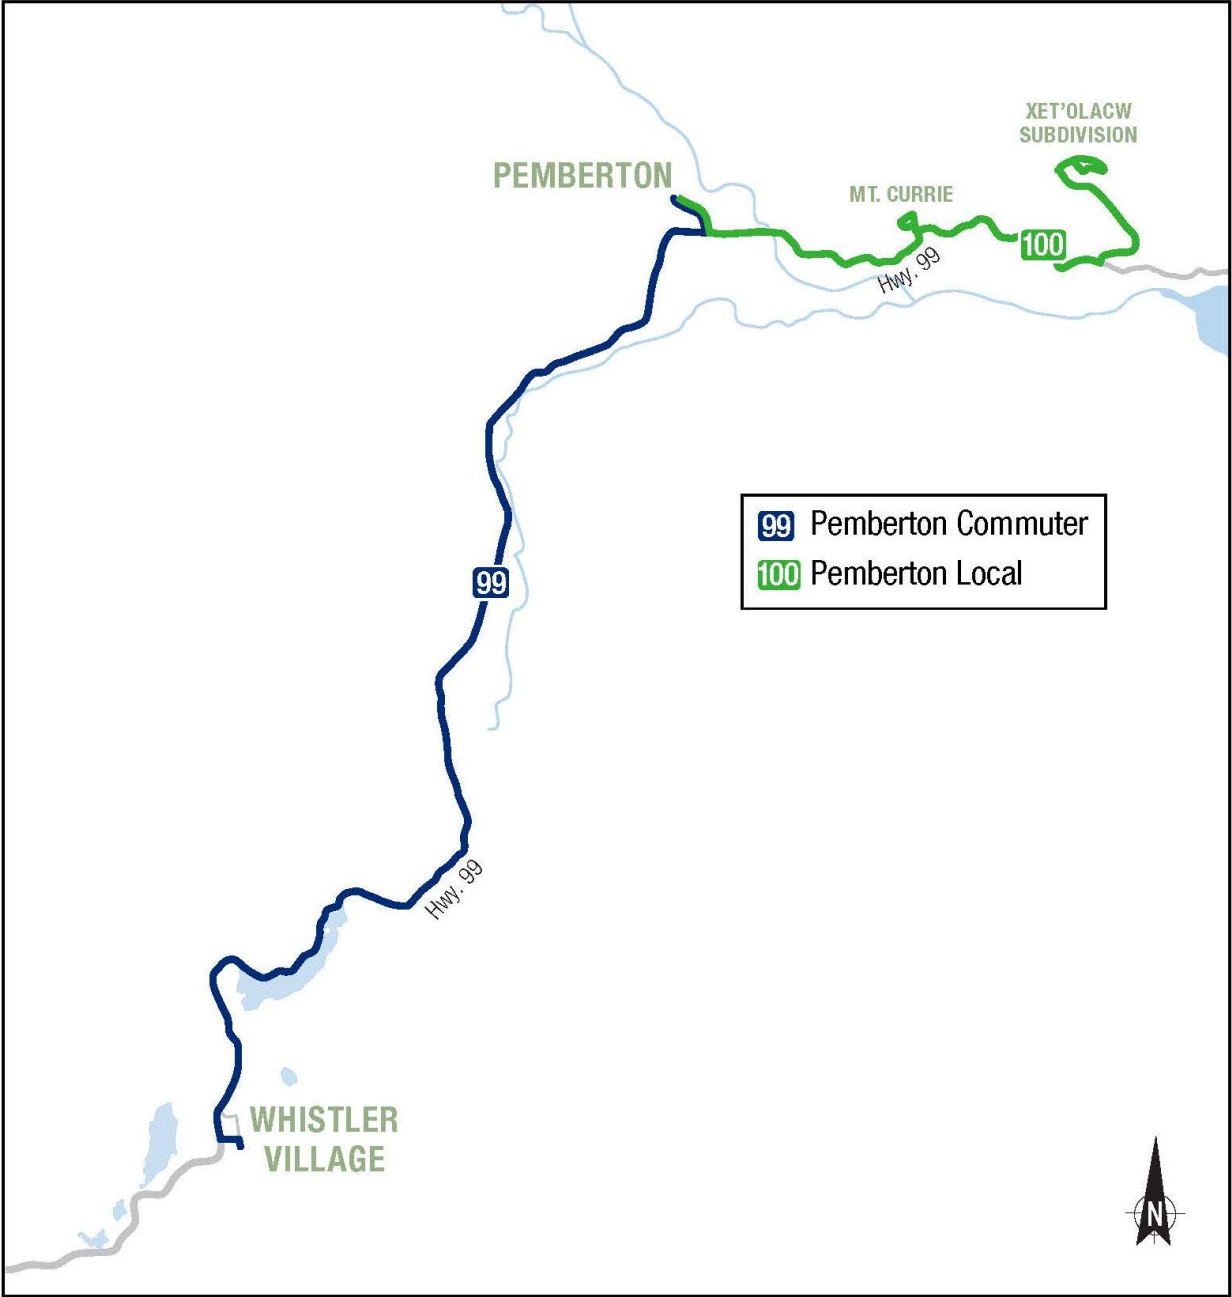 XET'OLACW
SUBDIVISION
PEMBERTON
MT. CURRIE
100
Hwy. 99
99 Pemberton Commuter
100 Pemberton Local
99
Hwy. 99
WHISTLER
VILLAGE
N